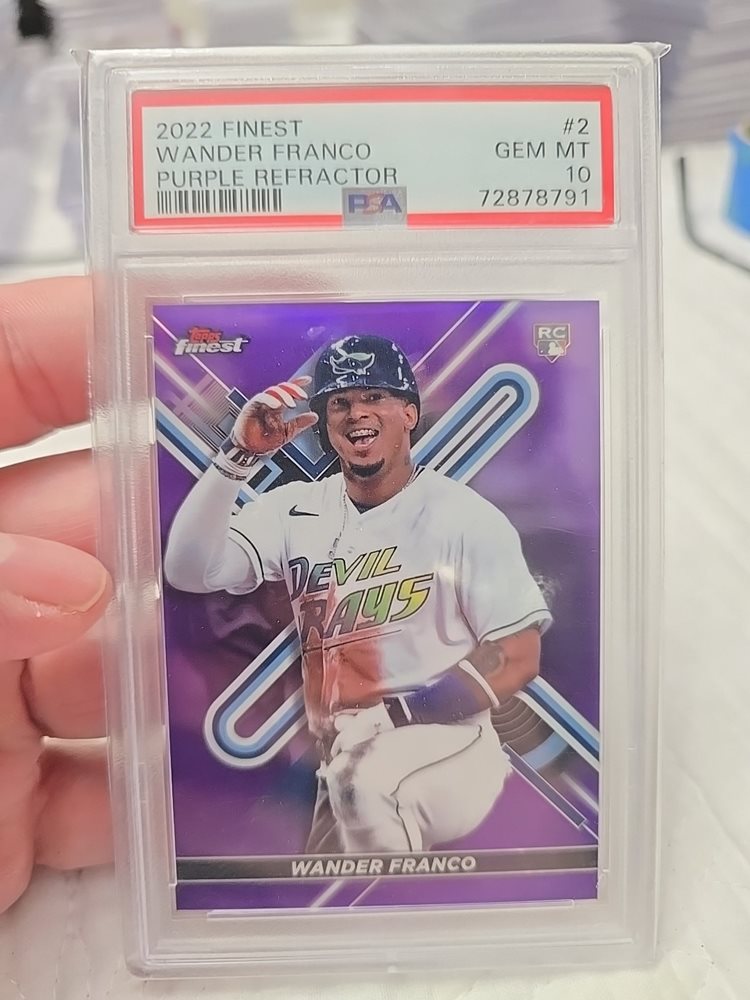 2022 FINEST #2
WANDER FRANCO GEM MT
PURPLE REFRACTOR 10
PSA 72878791
Topps
finest
RC
DEVIL
RAYS
WANDER FRANCO